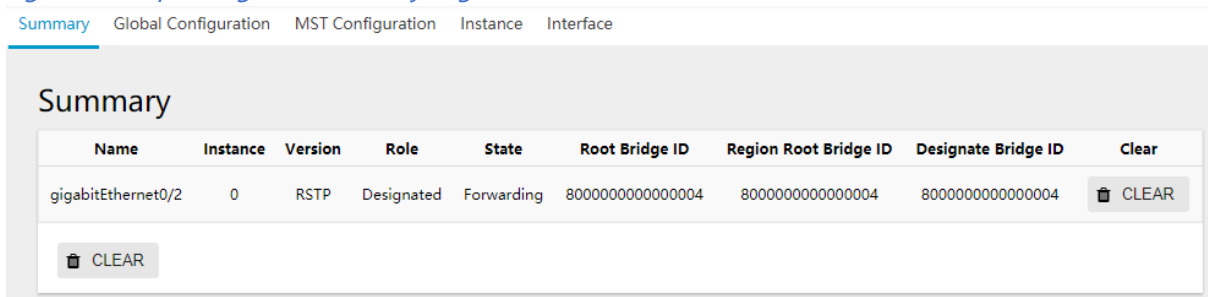 Summary Global Configuration MST Configuration Instance Interface
Summary
Name Instance Version Role State Root Bridge ID Region Root Bridge ID Designate Bridge ID Clear
gigabitEthernet0/2 0 RSTP Designated Forwarding 8000000000000004 8000000000000004 8000000000000004 CLEAR
CLEAR